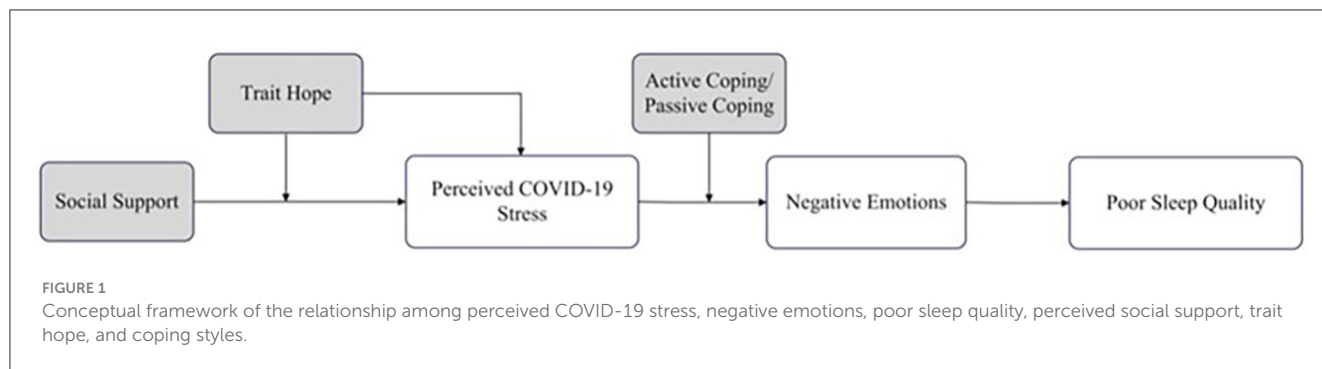 Trait Hope
Active Coping/
Passive Coping
Social Support
Perceived COVID-19
Stress
Negative Emotions
Poor Sleep Quality
FIGURE 1
Conceptual framework of the relationship among perceived COVID-19 stress, negative emotions, poor sleep quality, perceived social support, trait
hope, and coping styles.